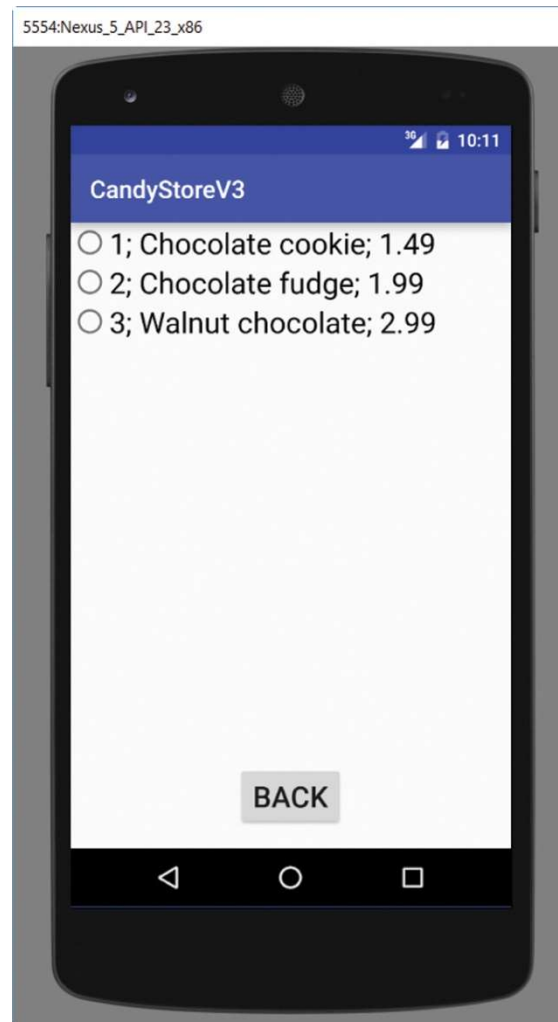 5554:Nexus_5_API_23_x86
3G 10:11
CandyStoreV3
1; Chocolate cookie; 1.49
2; Chocolate fudge; 1.99
3; Walnut chocolate; 2.99
BACK